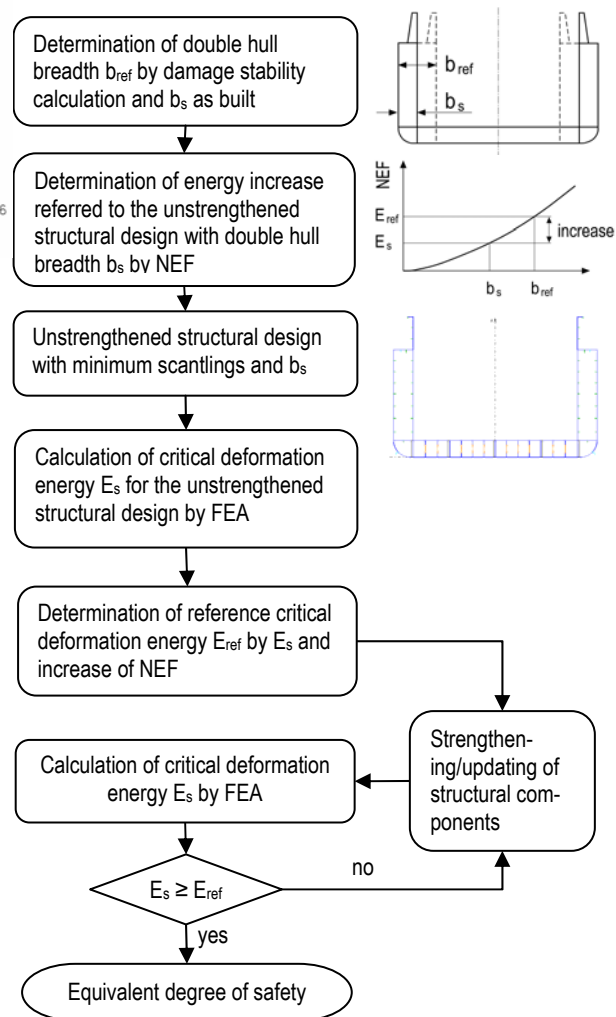 Determination of double hull
breadth bref by damage stability
calculation and bs as built
bref
bs
6
Determination of energy increase
referred to the unstrengthened
structural design with double hull
breadth bs by NEF
NEF
Eref
Es
increase
bs bref
Unstrengthened structural design
with minimum scantlings and bs
Calculation of critical deformation
energy Es for the unstrengthened
structural design by FEA
Determination of reference critical
deformation energy Eref by Es and
increase of NEF
Strengthen-
ing/updating of
structural com-
ponents
Calculation of critical deformation
energy Es by FEA
Es ≥ Eref
no
yes
Equivalent degree of safety